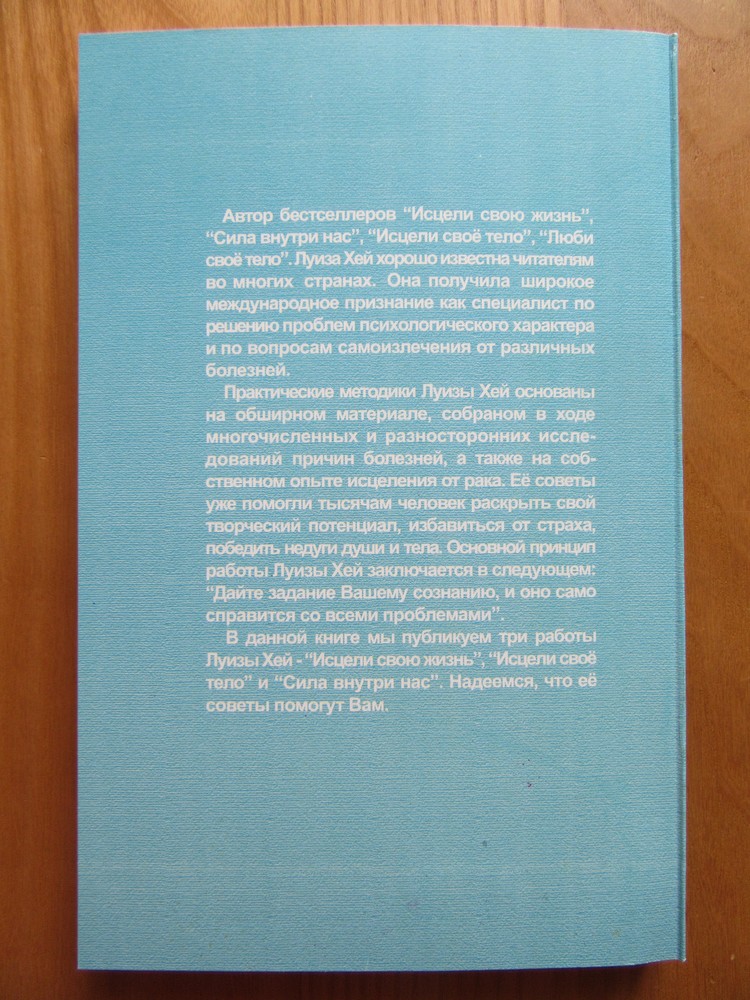 Автор бестселлеров “Исцели свою жизнь”,
“Сила внутри нас”, “Исцели своё тело”, “Люби
своё тело”. Луиза Хей хорошо известна читателям
во многих странах. Она получила широкое
международное признание как специалист по
решению проблем психологического характера
и по вопросам самоизлечения от различных
болезней.
Практические методики Луизы Хей основаны
на обширном материале, собраном в ходе
многочисленных и разносторонних иссле-
дований причин болезней, а также на соб-
ственном опыте исцеления от рака. Её советы
уже помогли тысячам человек раскрыть свой
творческий потенциал, избавиться от страха,
победить недуги души и тела. Основной принцип
работы Луизы Хей заключается в следующем:
“Дайте задание Вашему сознанию, и оно само
справится со всеми проблемами”.
В данной книге мы публикуем три работы
Луизы Хей - “Исцели свою жизнь”, “Исцели своё
тело” и “Сила внутри нас”. Надеемся, что её
советы помогут Вам.